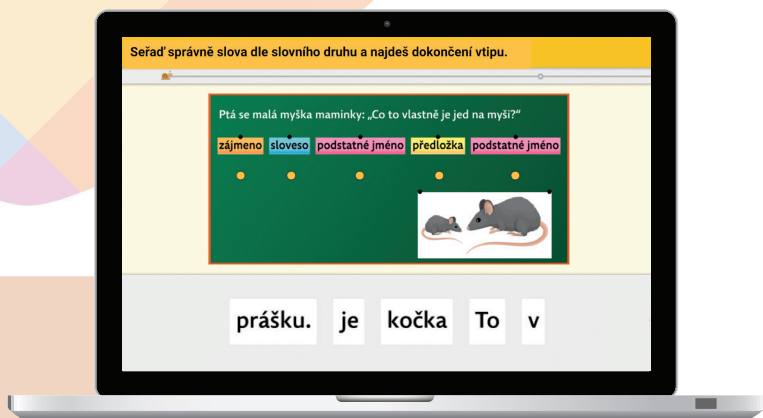 Seřaď správně slova dle slovního druhu a najdeš dokončení vtipu.
Ptá se malá myška maminky: „Co to vlastně je jed na myši?“
zájmeno sloveso podstatné jméno předložka podstatné jméno
prášku. je kočka To v